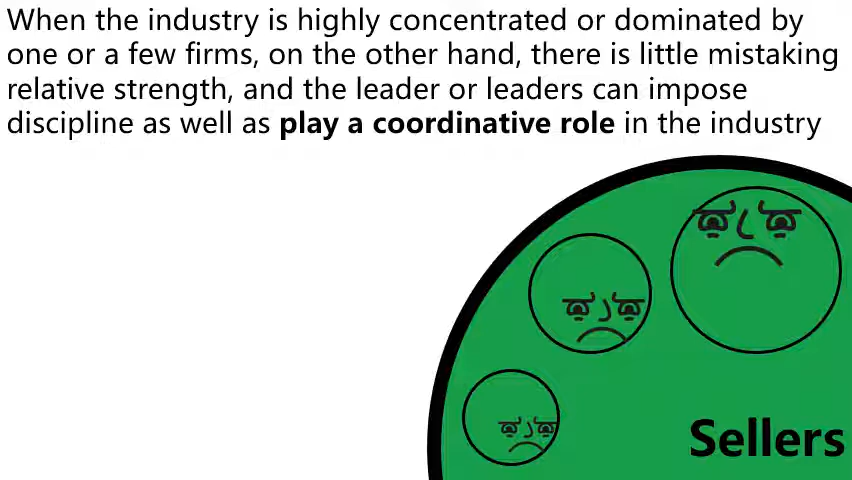 When the industry is highly concentrated or dominated by
one or a few firms, on the other hand, there is little mistaking
relative strength, and the leader or leaders can impose
discipline as well as play a coordinative role in the industry
Sellers